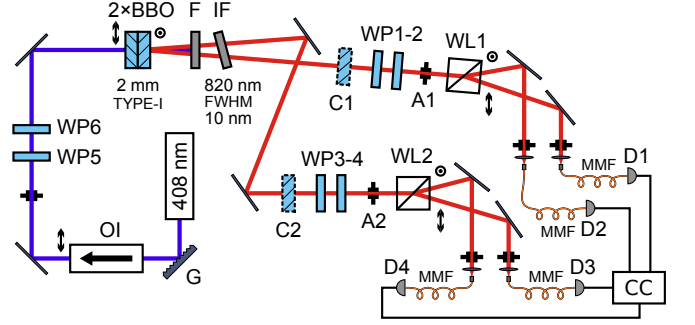 2×BBO
F
IF
WP1-2
WL1
2 mm
TYPE-I
820 nm
FWHM
10 nm
C1
A1
WP6
WP5
408 nm
WP3-4
WL2
MMF
D1
D2
MMF
C2
A2
OI
G
D4
MMF
MMF
D3
CC